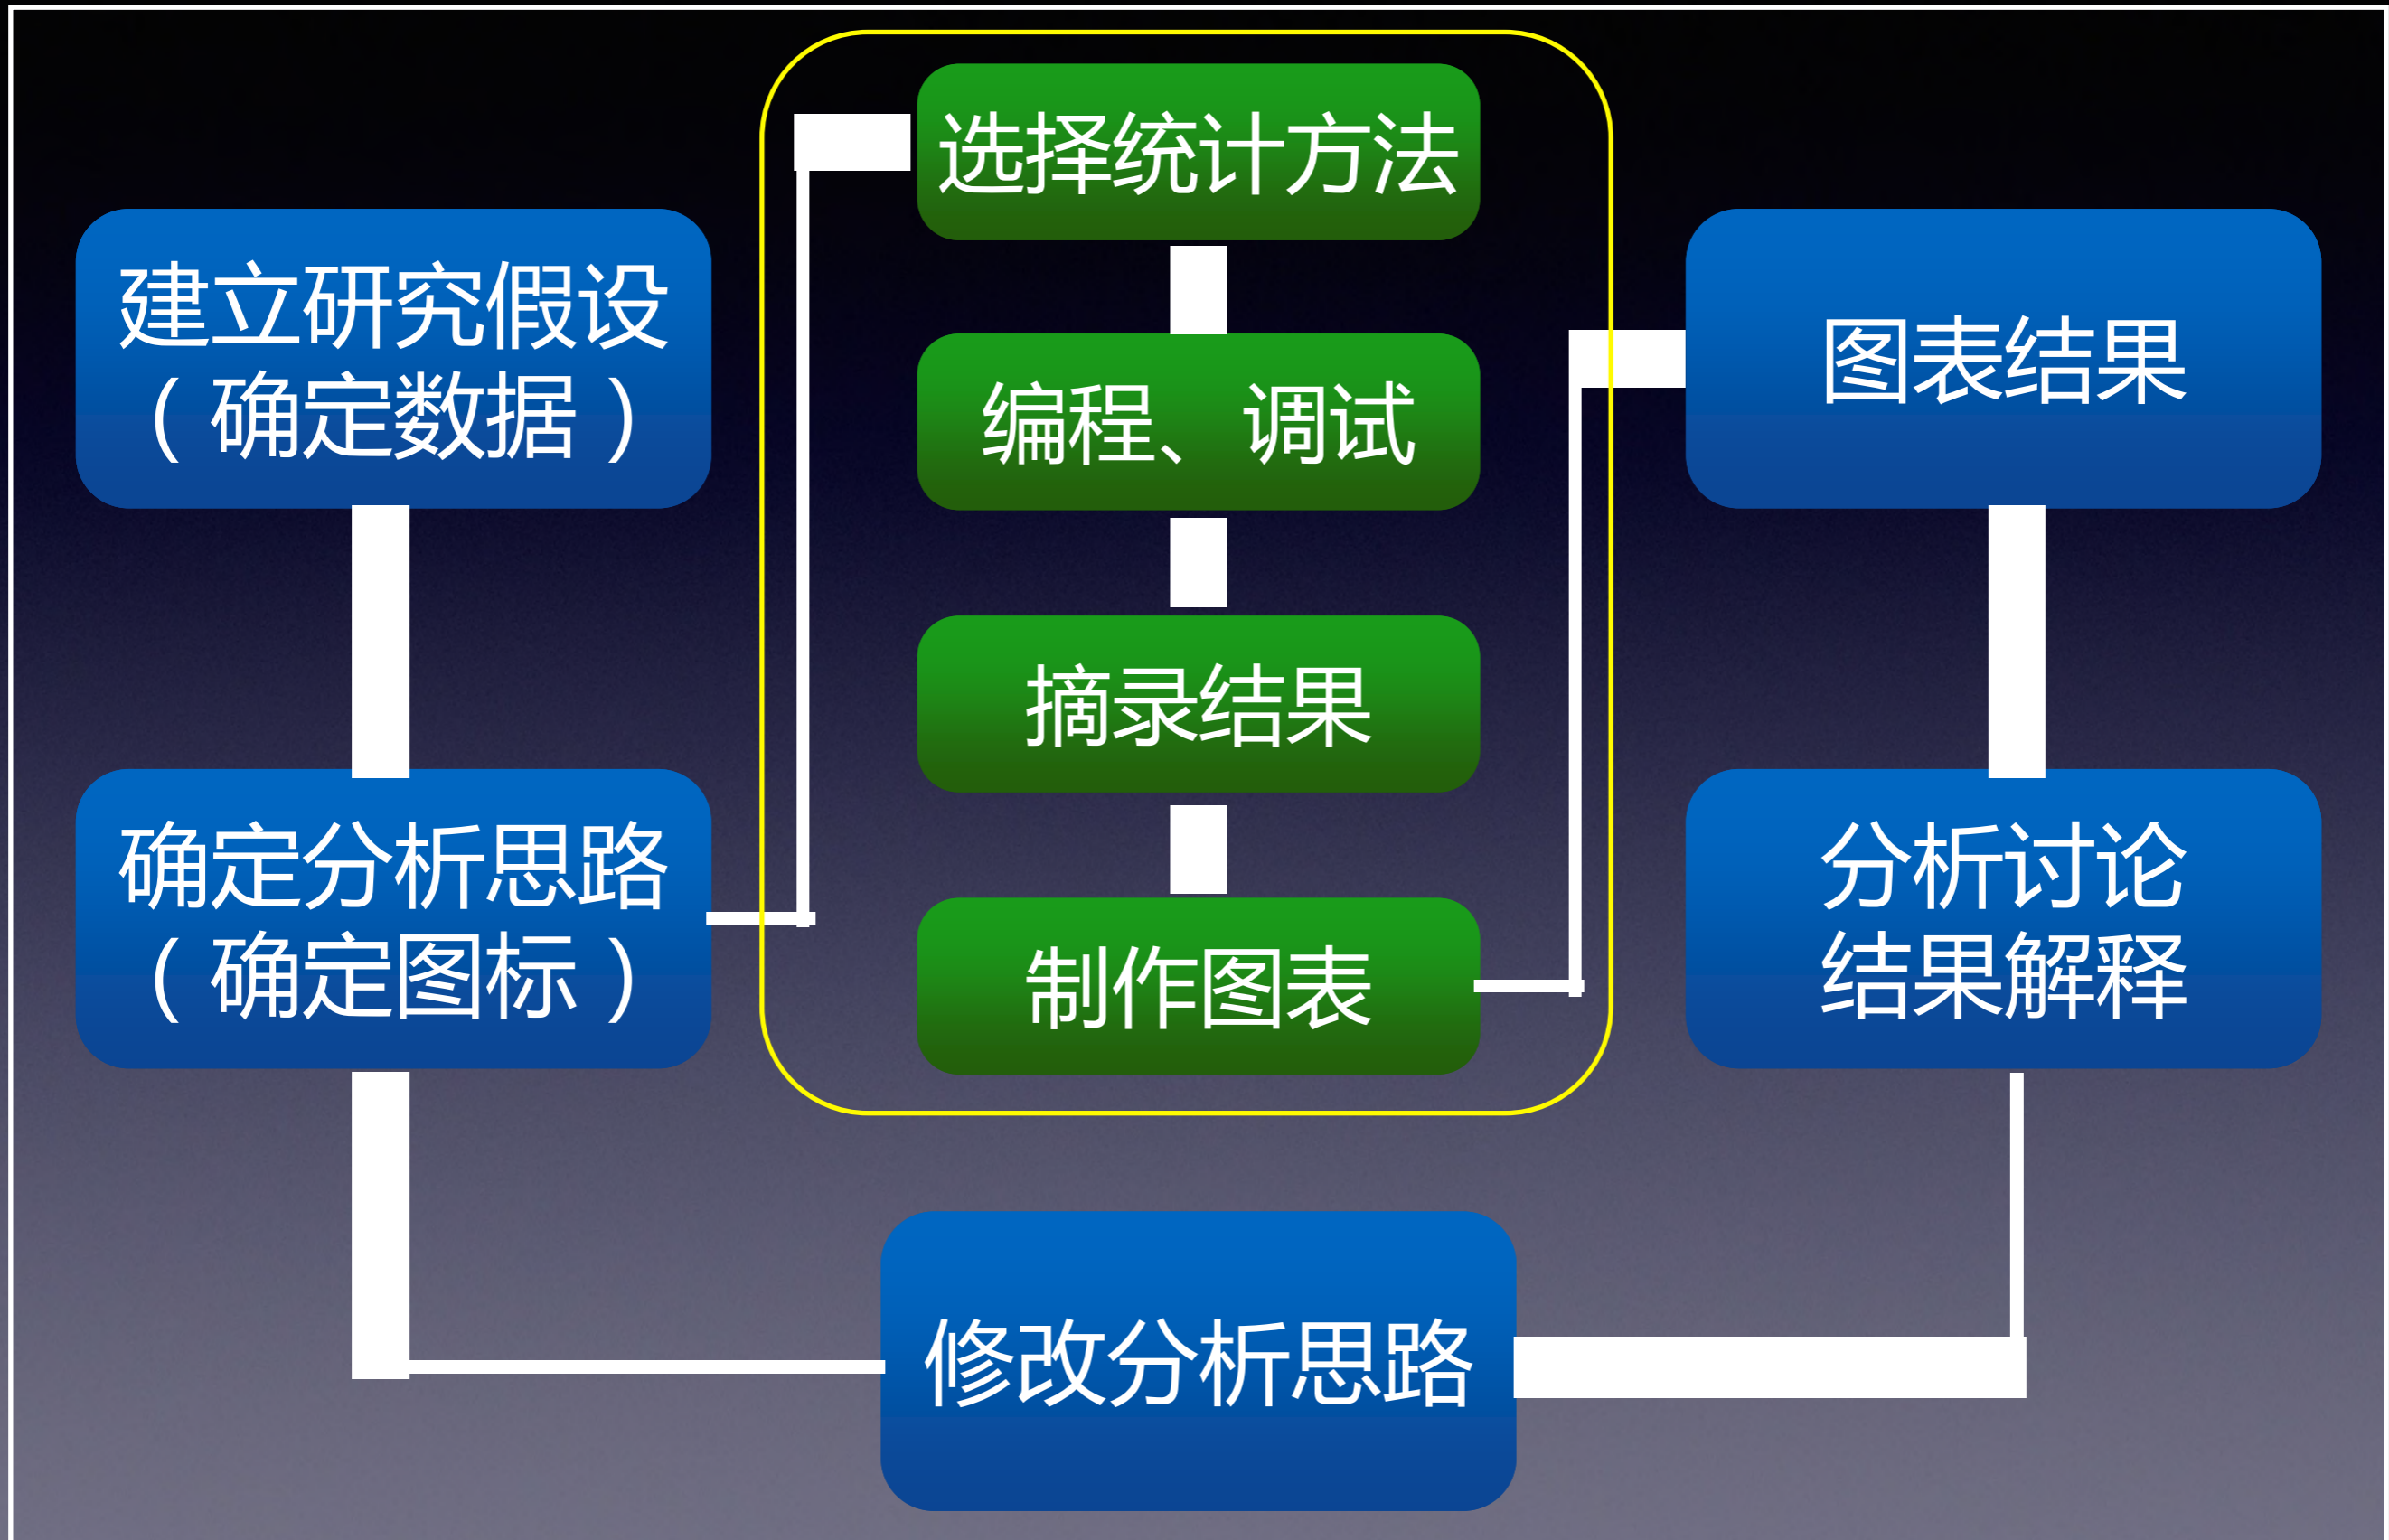 建立研究假设
（确定数据）
确定分析思路
（确定图标）
选择统计方法
编程、调试
摘录结果
制作图表
图表结果
分析讨论
结果解释
修改分析思路